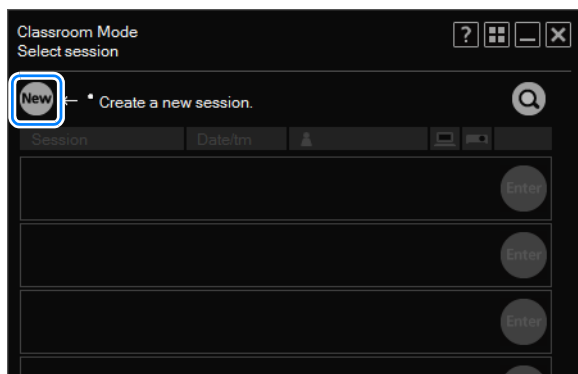 Classroom Mode
Select session
New ← • Create a new session.
Session Date/tm
Enter
Enter
Enter